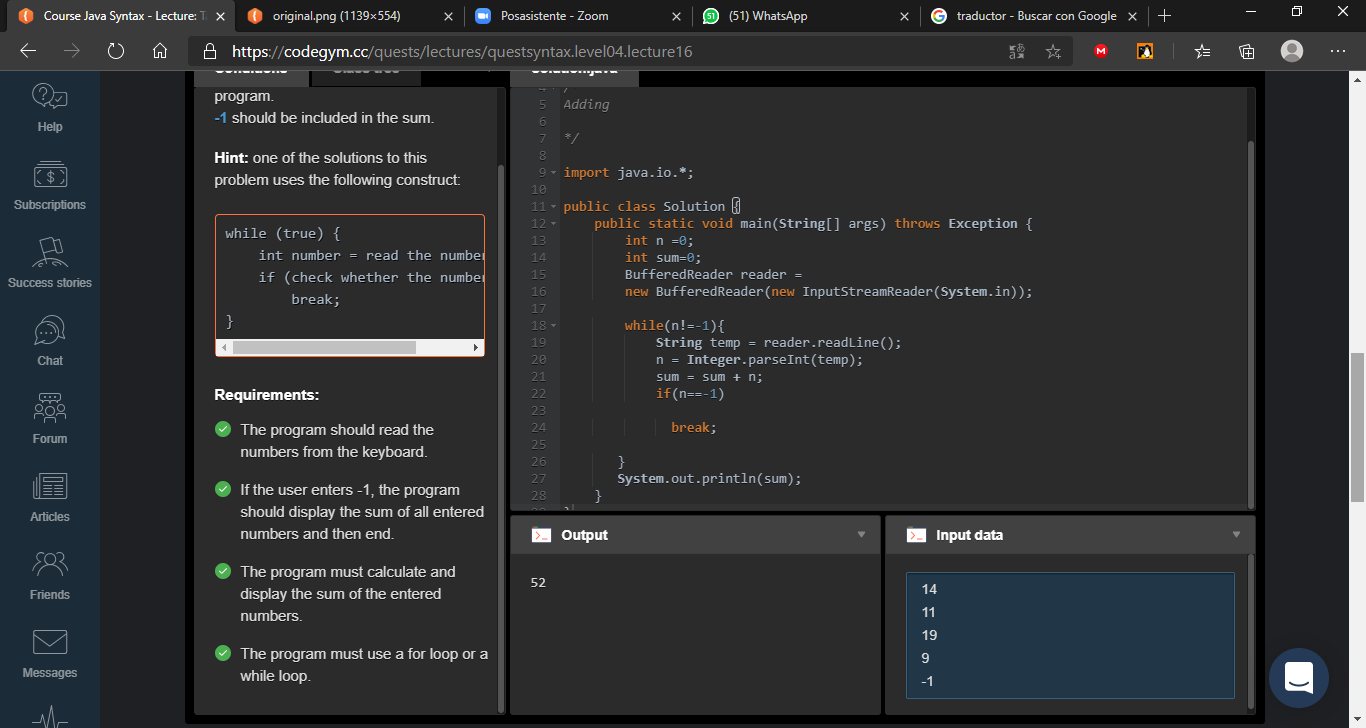 Course Java Syntax - Lecture: T
original.png (1139×554)
Posasistente - Zoom
(51) WhatsApp
traductor - Buscar con Google
https://codegym.cc/quests/lectures/questsyntax.level04.lecture16
Help
Subscriptions
Success stories
Chat
Forum
Articles
Friends
Messages
Conditions
Class tree
Solution.java
program.
-1 should be included in the sum.
Hint: one of the solutions to this
problem uses the following construct:
while (true) {
int number = read the number
if (check whether the number
break;
}
Requirements:
The program should read the
numbers from the keyboard.
If the user enters -1, the program
should display the sum of all entered
numbers and then end.
The program must calculate and
display the sum of the entered
numbers.
The program must use a for loop or a
while loop.
5 Adding
6
7 */
8
9 import java.io.*;
10
11 public class Solution {
12 public static void main(String[] args) throws Exception {
13 int n =0;
14 int sum=0;
15 BufferedReader reader =
16 new BufferedReader(new InputStreamReader(System.in));
17
18 while(n!=-1){
19 String temp = reader.readLine();
20 n = Integer.parseInt(temp);
21 sum = sum + n;
22 if(n==-1)
23
24 break;
25
26 }
27 System.out.println(sum);
28 }
Output
52
Input data
14
11
19
9
-1